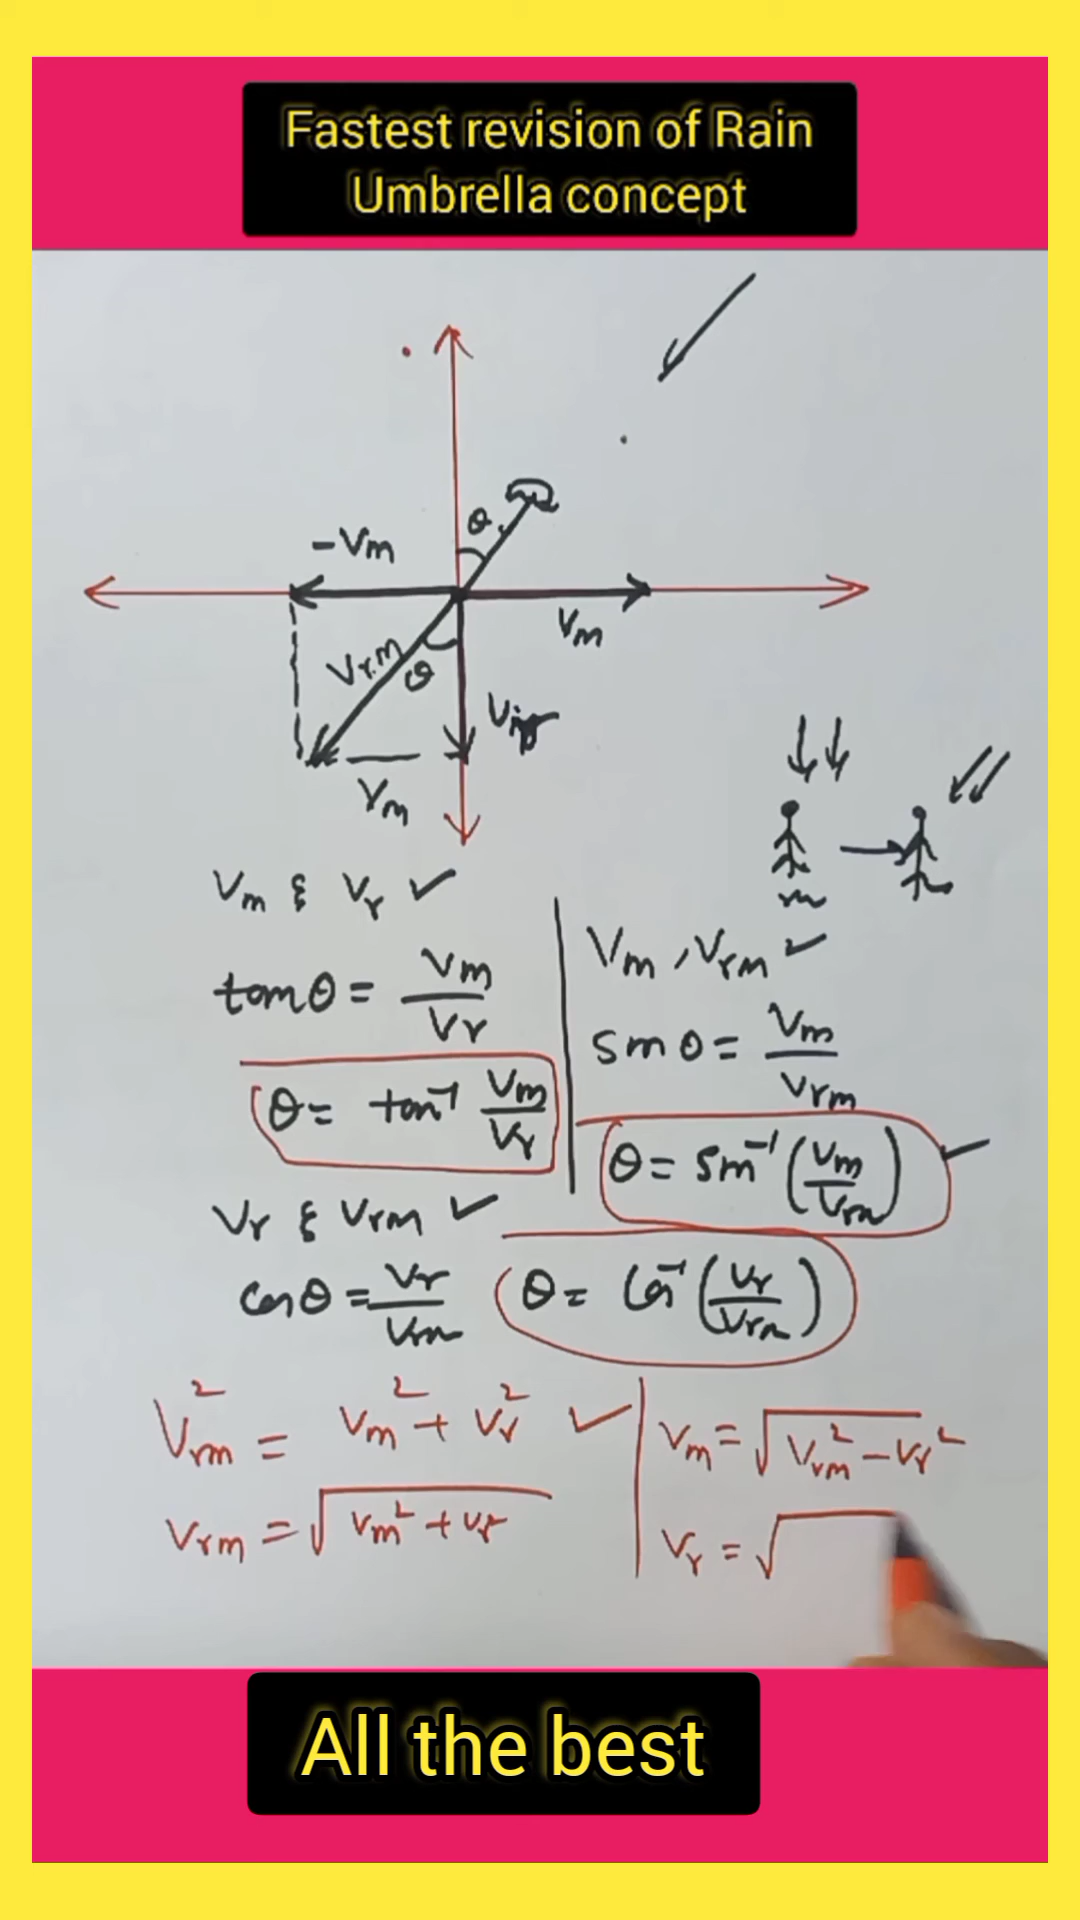 Fastest revision of Rain
Umbrella concept
θ
-Vm
Vm
Vr.m
θ
Vm
m
Vm & Vr ✓
tanθ = Vm/Vr
θ = tan⁻¹ Vm/Vr
Vm, Vrm ✓
Sinθ = Vm/Vrm
θ = Sin⁻¹ (Vm/Vrm) ✓
Vr & Vrm ✓
Cosθ = Vr/Vrm
θ = Cos⁻¹ (Vr/Vrm)
Vrm² = Vm² + Vr² ✓
Vrm = √Vm² + Vr²
Vm = √Vrm² - Vr²
Vr = √
All the best